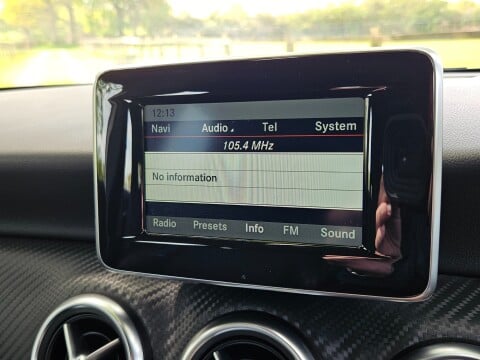 12:13
Navi Audio Tel System
105.4 MHz
No information
Radio Presets Info FM Sound